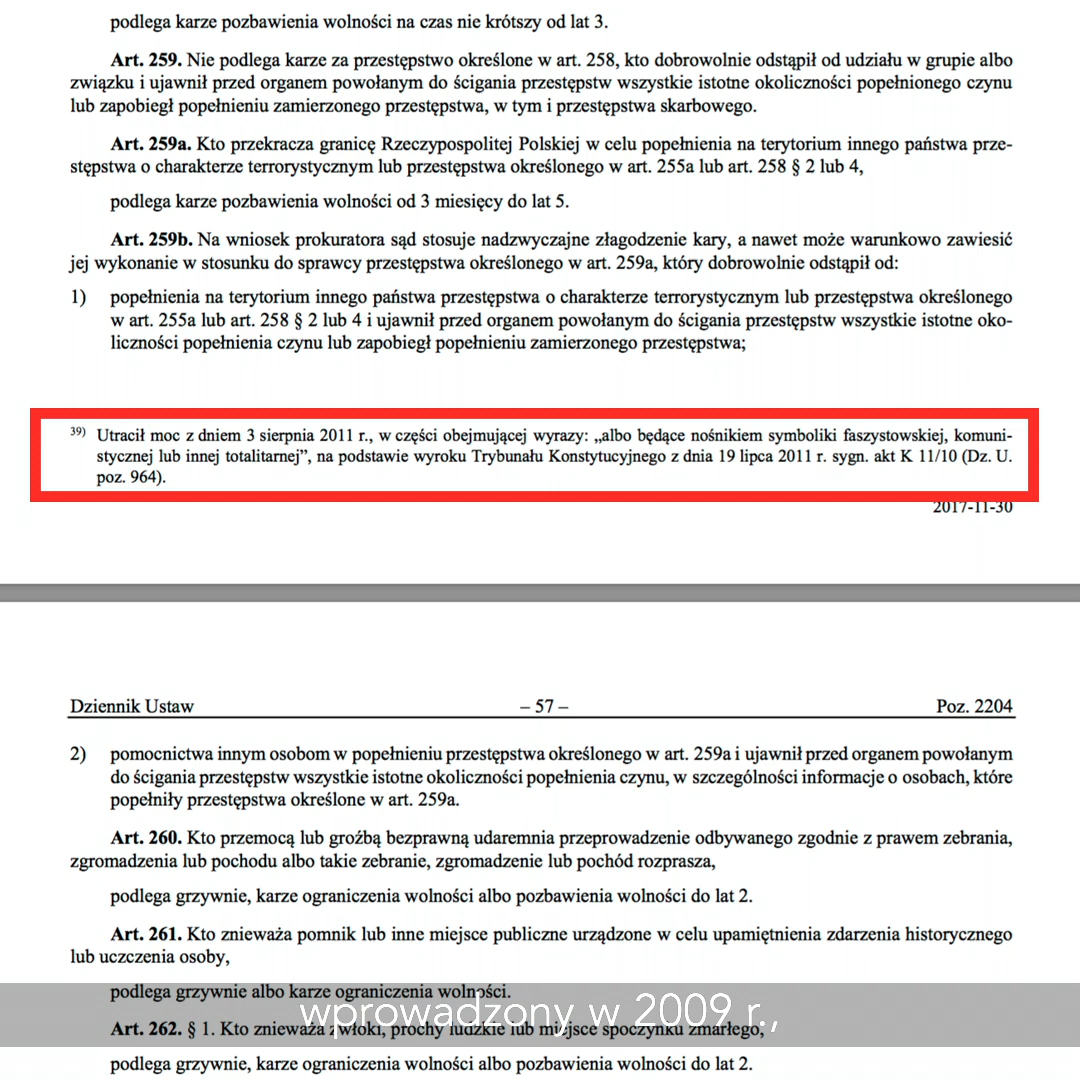 podlega karze pozbawienia wolności na czas nie krótszy od lat 3.
Art. 259. Nie podlega karze za przestępstwo określone w art. 258, kto dobrowolnie odstąpił od udziału w grupie albo
związku i ujawnił przed organem powołanym do ścigania przestępstw wszystkie istotne okoliczności popełnionego czynu
lub zapobiegł popełnieniu zamierzonego przestępstwa, w tym i przestępstwa skarbowego.
Art. 259a. Kto przekracza granicę Rzeczypospolitej Polskiej w celu popełnienia na terytorium innego państwa prze-
stępstwa o charakterze terrorystycznym lub przestępstwa określonego w art. 255a lub art. 258 § 2 lub 4,
podlega karze pozbawienia wolności od 3 miesięcy do lat 5.
Art. 259b. Na wniosek prokuratora sąd stosuje nadzwyczajne złagodzenie kary, a nawet może warunkowo zawiesić
jej wykonanie w stosunku do sprawcy przestępstwa określonego w art. 259a, który dobrowolnie odstąpił od:
1) popełnienia na terytorium innego państwa przestępstwa o charakterze terrorystycznym lub przestępstwa określonego
w art. 255a lub art. 258 § 2 lub 4 i ujawnił przed organem powołanym do ścigania przestępstw wszystkie istotne oko-
liczności popełnienia czynu lub zapobiegł popełnieniu zamierzonego przestępstwa;
39) Utracił moc z dniem 3 sierpnia 2011 r., w części obejmującej wyrazy: „albo będące nośnikiem symboliki faszystowskiej, komuni-
stycznej lub innej totalitarnej”, na podstawie wyroku Trybunału Konstytucyjnego z dnia 19 lipca 2011 r. sygn. akt K 11/10 (Dz. U.
poz. 964).
2017-11-30
Dziennik Ustaw – 57 – Poz. 2204
2) pomocnictwa innym osobom w popełnieniu przestępstwa określonego w art. 259a i ujawnił przed organem powołanym
do ścigania przestępstw wszystkie istotne okoliczności popełnienia czynu, w szczególności informacje o osobach, które
popełniły przestępstwa określone w art. 259a.
Art. 260. Kto przemocą lub groźbą bezprawną udaremnia przeprowadzenie odbywanego zgodnie z prawem zebrania,
zgromadzenia lub pochodu albo takie zebranie, zgromadzenie lub pochód rozprasza,
podlega grzywnie, karze ograniczenia wolności albo pozbawienia wolności do lat 2.
Art. 261. Kto znieważa pomnik lub inne miejsce publiczne urządzone w celu upamiętnienia zdarzenia historycznego
lub uczczenia osoby,
podlega grzywnie albo karze ograniczenia wolności.
wprowadzony w 2009 r.,
Art. 262. § 1. Kto znieważa zwłoki, prochy ludzkie lub miejsce spoczynku zmarłego,
podlega grzywnie, karze ograniczenia wolności albo pozbawienia wolności do lat 2.